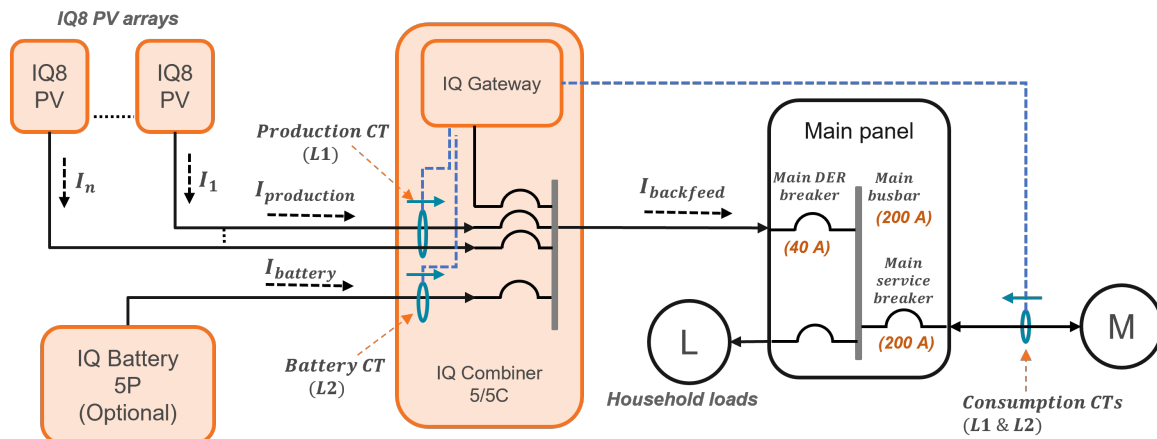 IQ8 PV arrays
IQ8
PV
IQ8
PV
I_n
I_1
Production CT
(L1)
I_production
I_battery
IQ Battery
5P
(Optional)
Battery CT
(L2)
IQ Gateway
IQ Combiner
5/5C
I_backfeed
Main panel
Main DER
breaker
(40 A)
Main
busbar
(200 A)
Main
service
breaker
(200 A)
L
Household loads
M
Consumption CTs
(L1 & L2)